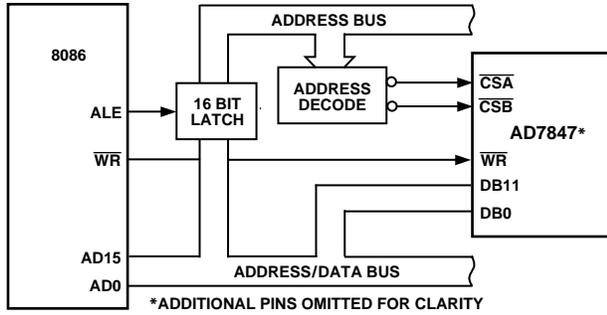 ADDRESS BUS
8086
ALE
16 BIT
LATCH
ADDRESS
DECODE
CSA
CSB
AD7847*
WR
WR
DB11
DB0
AD15
AD0
ADDRESS/DATA BUS
*ADDITIONAL PINS OMITTED FOR CLARITY